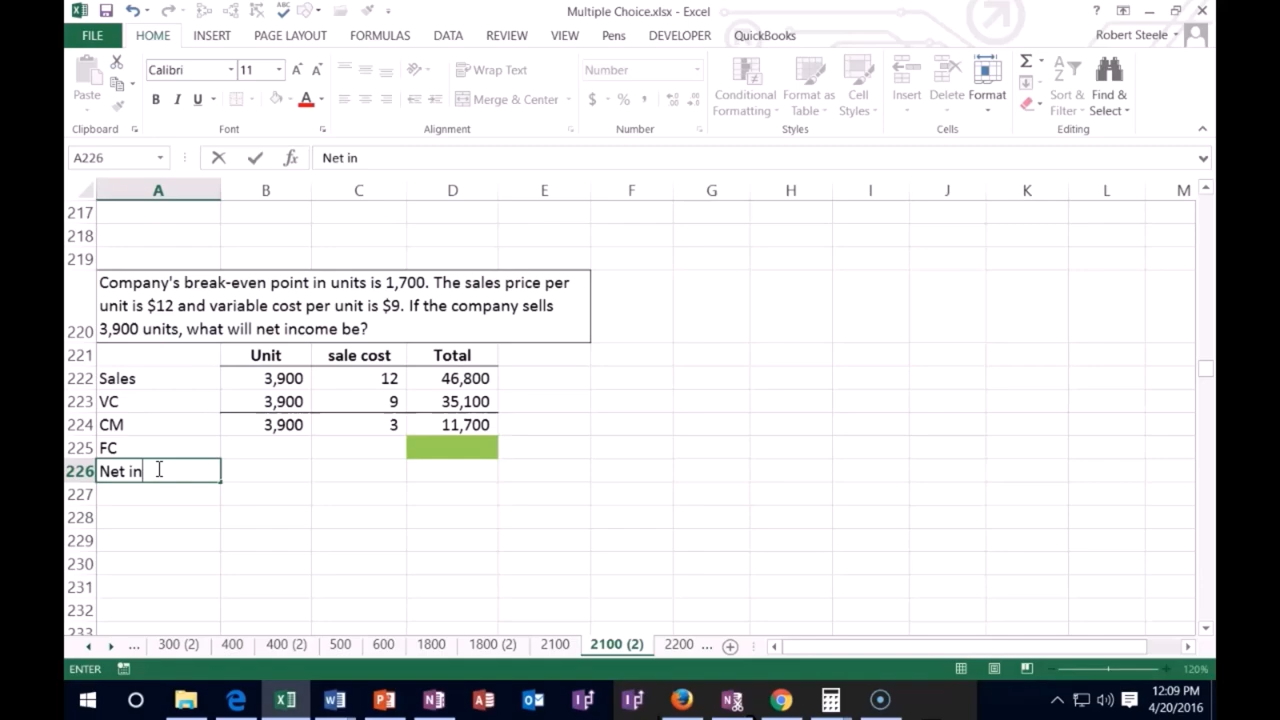 Multiple Choice.xlsx - Excel
?
FILE HOME INSERT PAGE LAYOUT FORMULAS DATA REVIEW VIEW Pens DEVELOPER QuickBooks Robert Steele
Paste
Calibri 11
A A
Wrap Text
Number
B I U A
Merge & Center
$ % ,
Conditional Formatting
Format as Table
Cell Styles
Insert Delete Format
Sort & Filter
Find & Select
Clipboard Font Alignment Number Styles Cells Editing
A226 fx Net in
A B C D E F G H I J K L M
217
218
219
Company's break-even point in units is 1,700. The sales price per
unit is $12 and variable cost per unit is $9. If the company sells
220 3,900 units, what will net income be?
221 Unit sale cost Total
222 Sales 3,900 12 46,800
223 VC 3,900 9 35,100
224 CM 3,900 3 11,700
225 FC
226 Net in
227
228
229
230
231
232
233
... 300 (2) 400 400 (2) 500 600 1800 1800 (2) 2100 2100 (2) 2200 ...
ENTER 120%
12:09 PM
4/20/2016